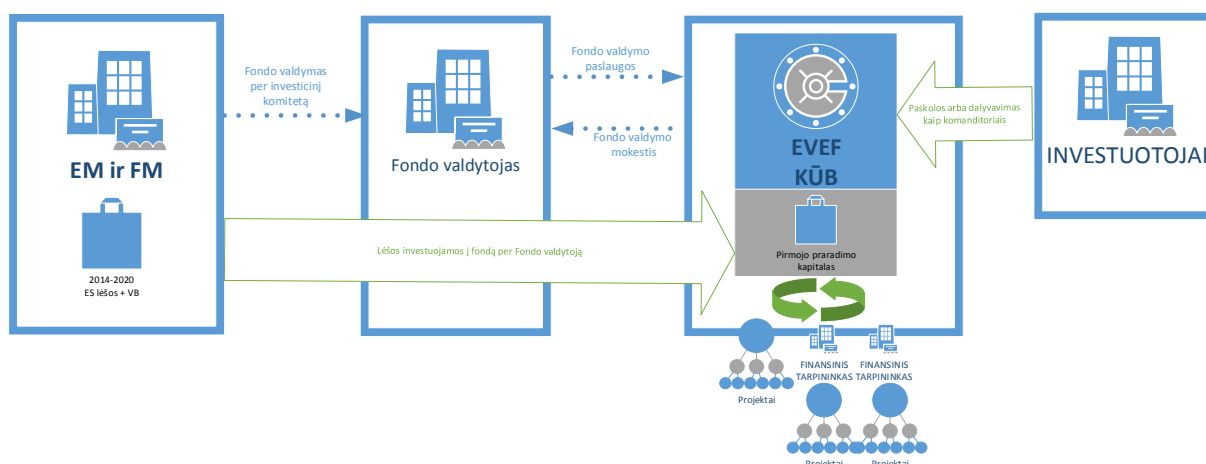 EM ir FM
2014-2020
ES lėšos + VB
Fondo valdymas
per investicinį
komitetą
Fondo valdytojas
Fondo valdymo
paslaugos
Fondo valdymo
mokestis
Lėšos investuojamos į fondą per Fondo valdytoją
EVEF
KŪB
Pirmojo praradimo
kapitalas
Paskolos arba dalyvavimas
kaip komanditoriais
INVESTUOTOJAI
Projektai
FINANSINIS
TARPININKAS
FINANSINIS
TARPININKAS
Projektai
Projektai